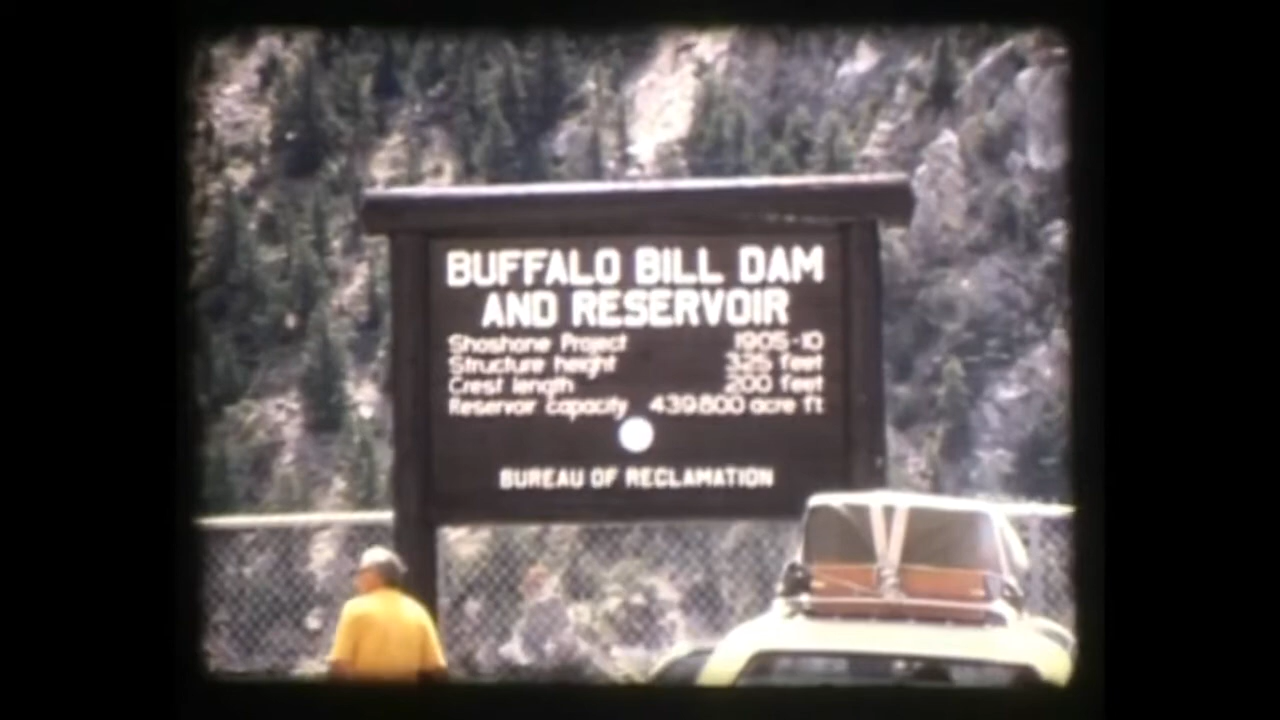 BUFFALO BILL DAM
AND RESERVOIR
Shoshone Project 1905-10
Structure height 325 feet
Crest length 200 feet
Reservoir capacity 439,800 acre ft
BUREAU OF RECLAMATION